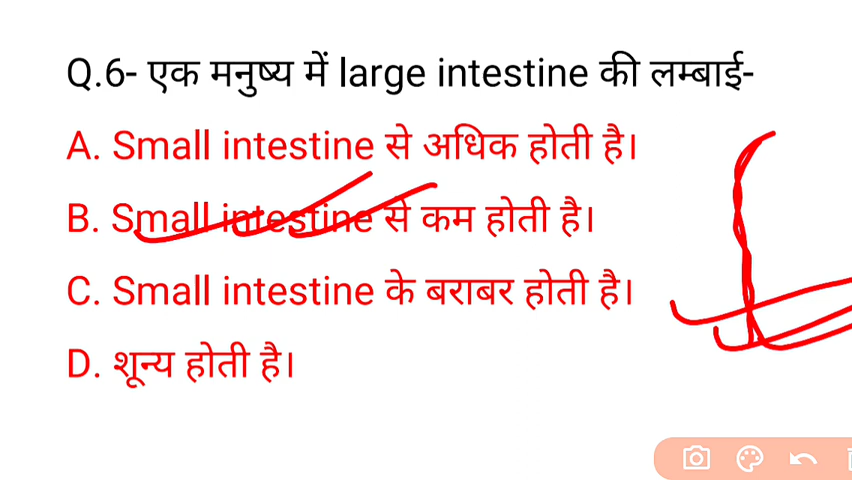 Q.6- एक मनुष्य में large intestine की लम्बाई-
A. Small intestine से अधिक होती है।
B. Small intestine से कम होती है।
C. Small intestine के बराबर होती है।
D. शून्य होती है।